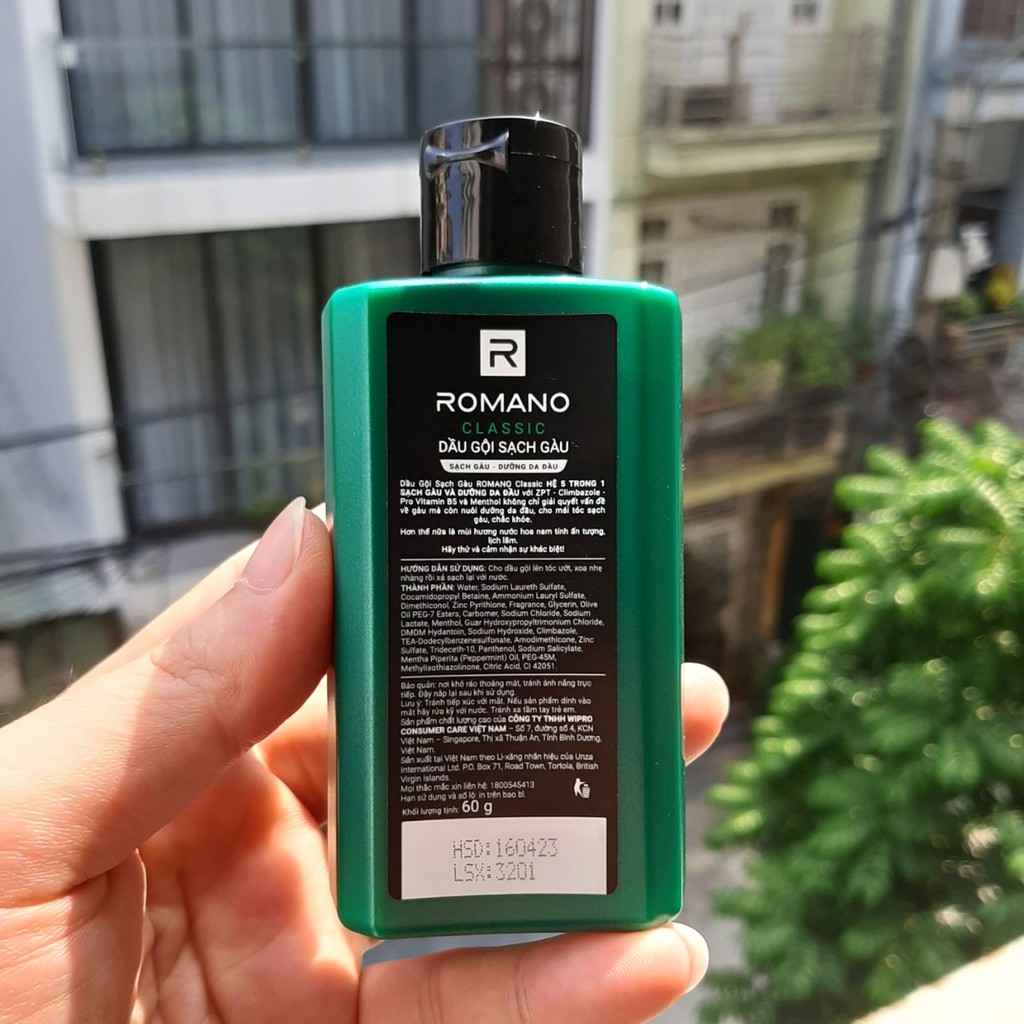 R
ROMANO
CLASSIC
DẦU GỘI SẠCH GÀU
SẠCH GÀU - DƯỠNG DA ĐẦU
Dầu Gội Sạch Gàu ROMANO Classic HỆ 5 TRONG 1
SẠCH GÀU VÀ DƯỠNG DA ĐẦU với ZPT - Climbazole -
Pro Vitamin B5 và Menthol không chỉ giải quyết vấn đề
về gàu mà còn nuôi dưỡng da đầu, cho mái tóc sạch
gàu, chắc khỏe.
Hơn thế nữa là mùi hương nước hoa nam tính ấn tượng,
lịch lãm.
Hãy thử và cảm nhận sự khác biệt!
HƯỚNG DẪN SỬ DỤNG: Cho dầu gội lên tóc ướt, xoa nhẹ
nhàng rồi xả sạch lại với nước.
THÀNH PHẦN: Water, Sodium Laureth Sulfate,
Cocamidopropyl Betaine, Ammonium Lauryl Sulfate,
Dimethiconol, Zinc Pyrithione, Fragrance, Glycerin, Olive
Oil PEG-7 Esters, Carbomer, Sodium Chloride, Sodium
Lactate, Menthol, Guar Hydroxypropyltrimonium Chloride,
DMDM Hydantoin, Sodium Hydroxide, Climbazole,
TEA-Dodecylbenzenesulfonate, Amodimethicone, Zinc
Sulfate, Trideceth-10, Panthenol, Sodium Salicylate,
Mentha Piperita (Peppermint) Oil, PEG-45M,
Methylisothiazolinone, Citric Acid, CI 42051.
Bảo quản: nơi khô ráo thoáng mát, tránh ánh nắng trực
tiếp. Đậy nắp lại sau khi sử dụng.
Lưu ý: Tránh tiếp xúc với mắt. Nếu sản phẩm dính vào
mắt hãy rửa kỹ với nước. Tránh xa tầm tay trẻ em.
Sản phẩm chất lượng cao của CÔNG TY TNHH WIPRO
CONSUMER CARE VIỆT NAM – Số 7, đường số 4, KCN
Việt Nam – Singapore, Thị xã Thuận An, Tỉnh Bình Dương,
Việt Nam.
Sản xuất tại Việt Nam theo Li-xăng nhãn hiệu của Unza
International Ltd. P.O. Box 71, Road Town, Tortola, British
Virgin Islands.
Mọi thắc mắc xin liên hệ: 1800545413
Hạn sử dụng và số lô: in trên bao bì.
Khối lượng tịnh: 60 g
HSD:160423
LSX:3201